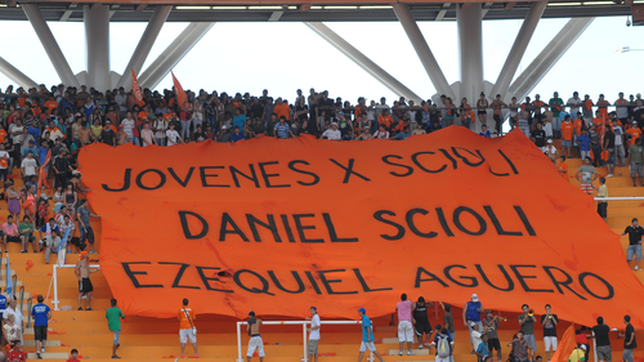 JOVENES X SCIOLI
DANIEL SCIOLI
EZEQUIEL AGUERO